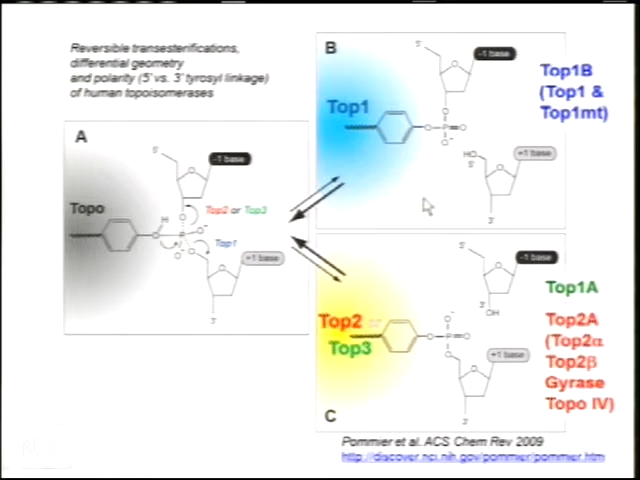 Reversible transesterifications,
differential geometry
and polarity (5' vs. 3' tyrosyl linkage)
of human topoisomerases
A
5'
-1 base
Topo
H
O
O
P
O-
O-
O
Top2 or Top3
Top1
+1 base
3'
B
5'
-1 base
Top1
O
O
P
O
O-
HO
5'
+1 base
3'
Top1B
(Top1 &
Top1mt)
5'
-1 base
3'
OH
Top2
Top3
O-
O
P
O
O
+1 base
3'
C
Top1A
Top2A
(Top2α
Top2β
Gyrase
Topo IV)
Pommier et al. ACS Chem Rev 2009
http://discover.nci.nih.gov/pommier/pommier.htm